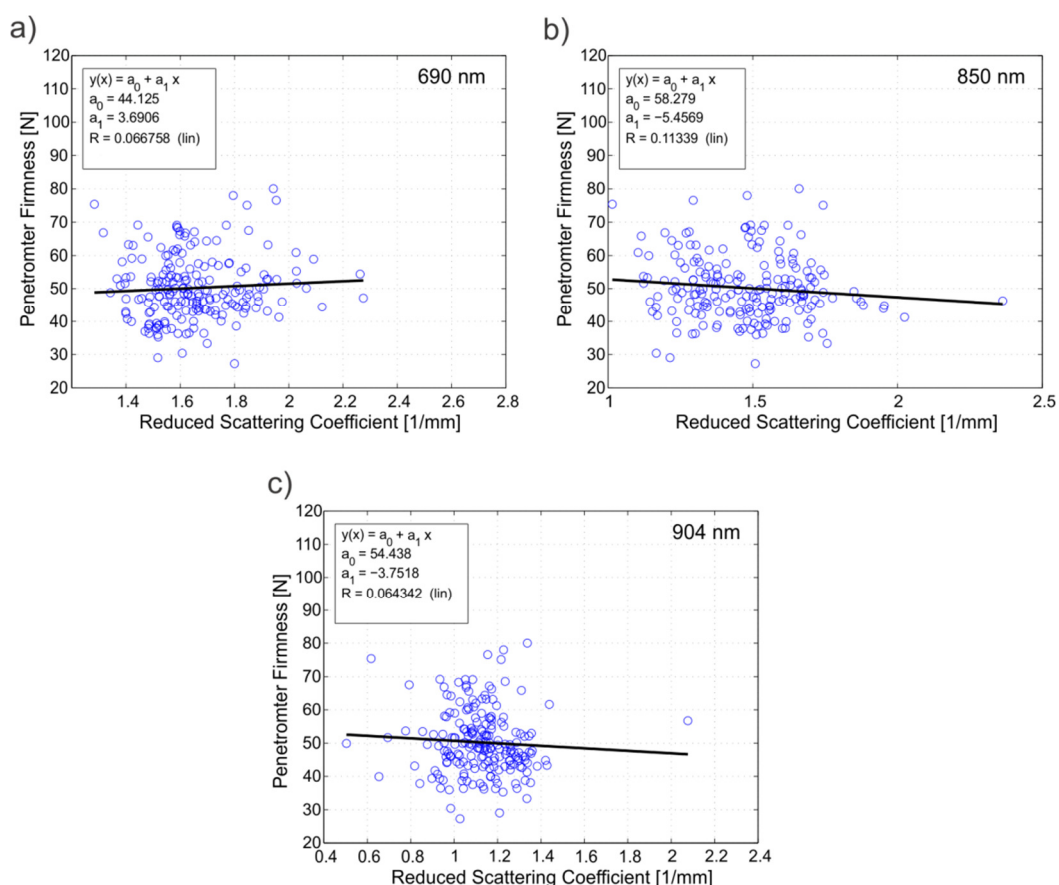 a)
120
110
100
90
80
70
60
50
40
30
20
Penetromter Firmness [N]
y(x) = a0 + a1 x
a0 = 44.125
a1 = 3.6906
R = 0.066758 (lin)
690 nm
1.4 1.6 1.8 2 2.2 2.4 2.6 2.8
Reduced Scattering Coefficient [1/mm]
b)
120
110
100
90
80
70
60
50
40
30
20
Penetromter Firmness [N]
y(x) = a0 + a1 x
a0 = 58.279
a1 = −5.4569
R = 0.11339 (lin)
850 nm
1 1.5 2 2.5
Reduced Scattering Coefficient [1/mm]
c)
120
110
100
90
80
70
60
50
40
30
20
Penetromter Firmness [N]
y(x) = a0 + a1 x
a0 = 54.438
a1 = −3.7518
R = 0.064342 (lin)
904 nm
0.4 0.6 0.8 1 1.2 1.4 1.6 1.8 2 2.2 2.4
Reduced Scattering Coefficient [1/mm]